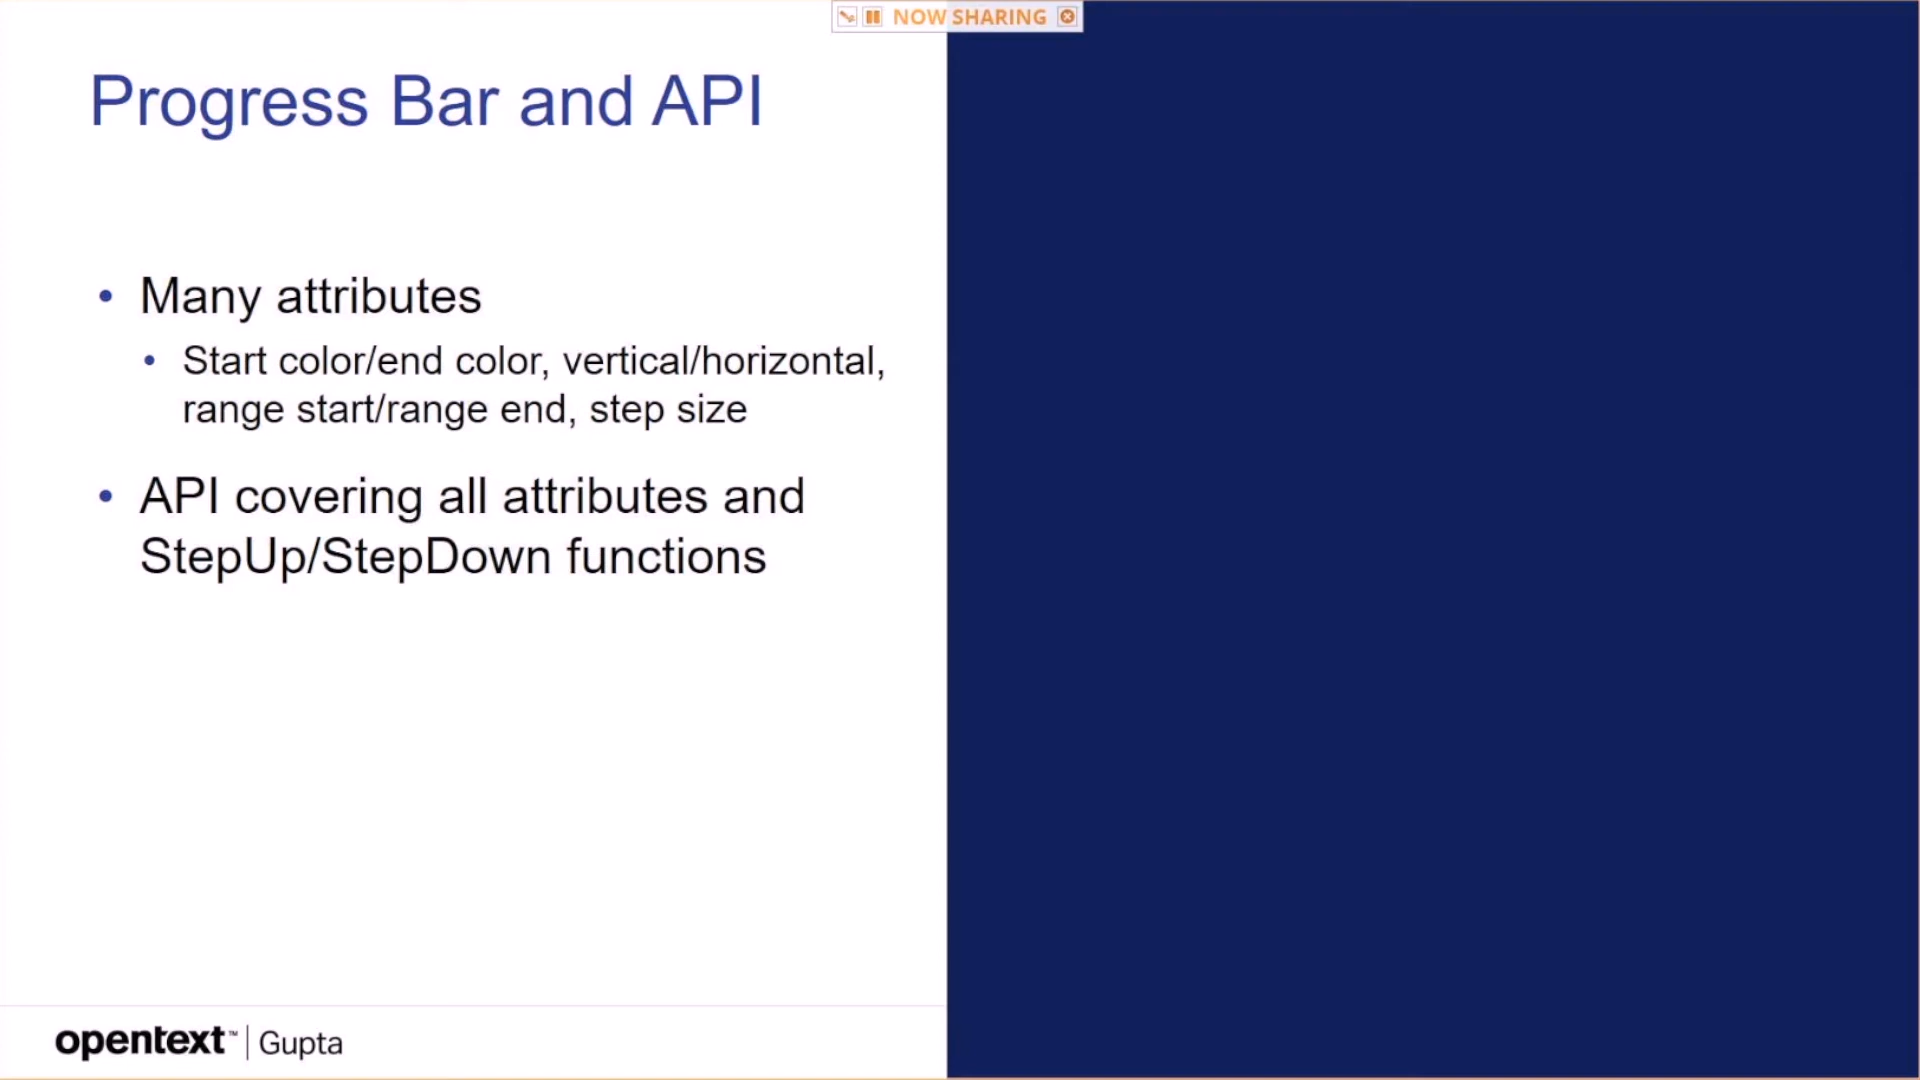 NOW SHARING
Progress Bar and API
• Many attributes
• Start color/end color, vertical/horizontal,
range start/range end, step size
• API covering all attributes and
StepUp/StepDown functions
opentext™ | Gupta